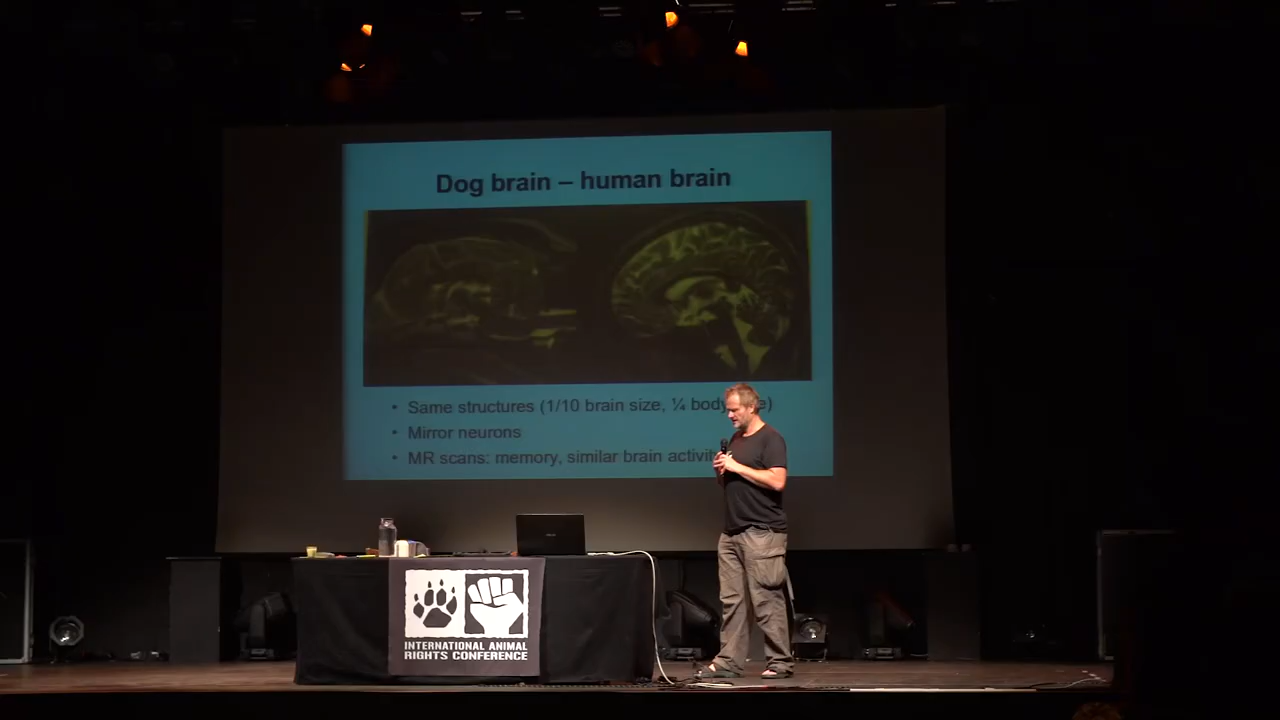 Dog brain – human brain
• Same structures (1/10 brain size, ¼ body
• Mirror neurons
• MR scans: memory, similar brain
INTERNATIONAL ANIMAL
RIGHTS CONFERENCE